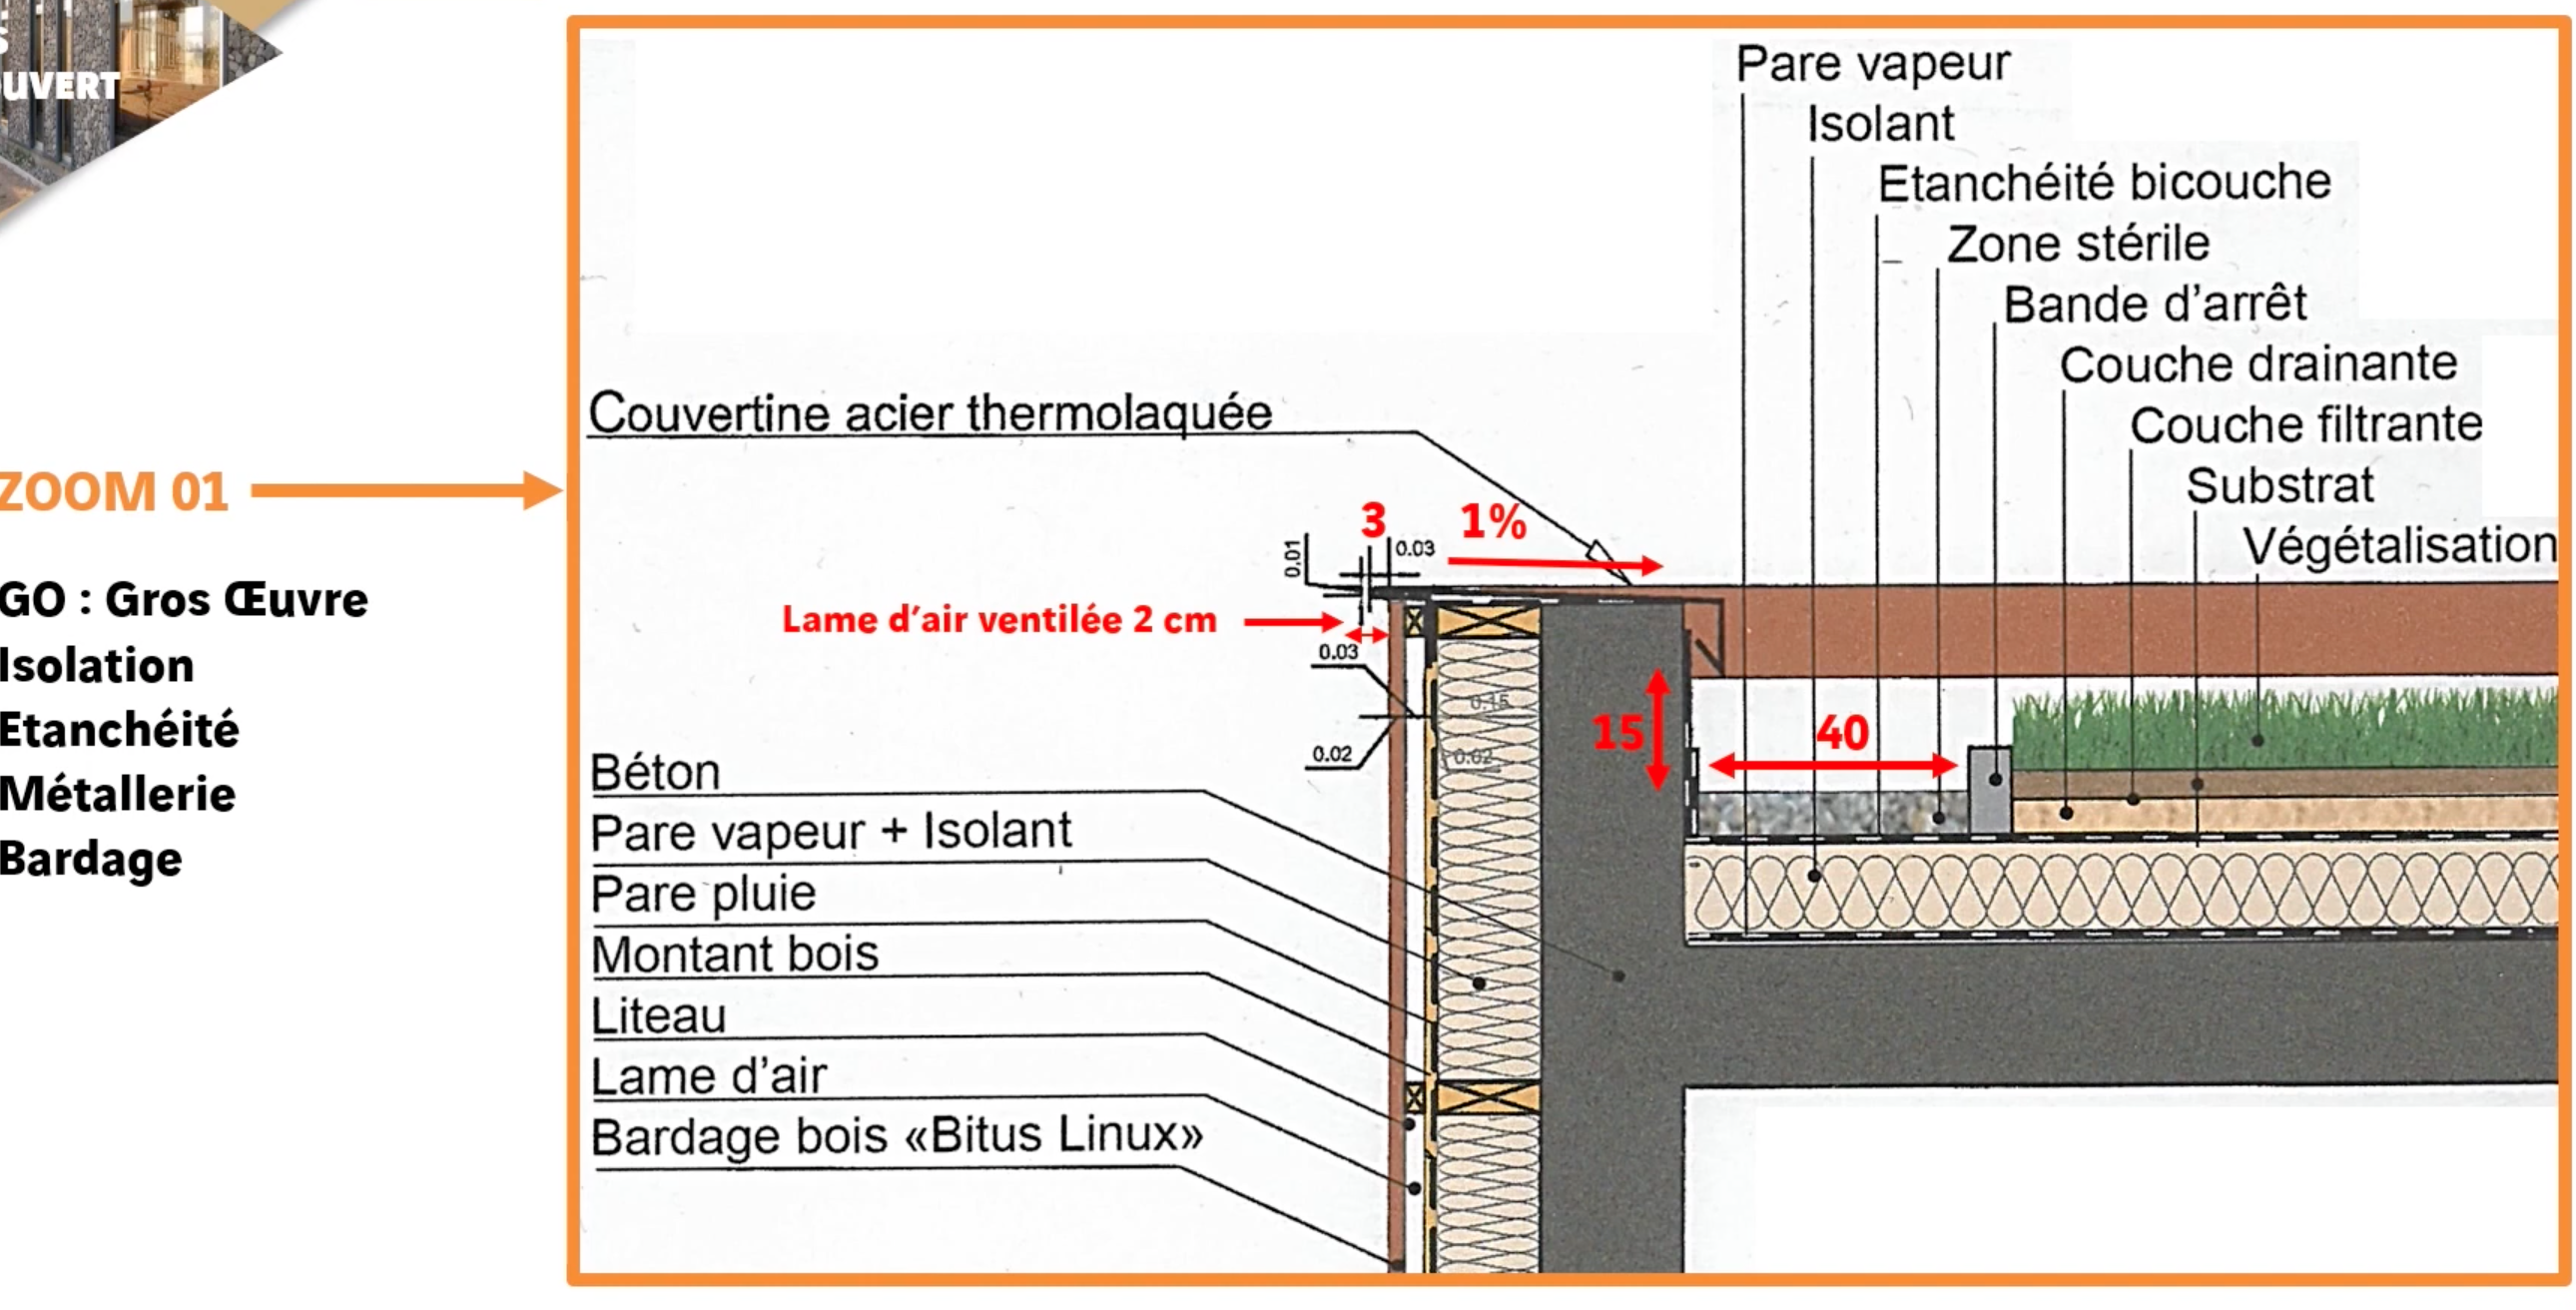 OUVERT
Pare vapeur
Isolant
Etanchéité bicouche
Zone stérile
Bande d'arrêt
Couche drainante
Couche filtrante
Substrat
Végétalisation
Couvertine acier thermolaquée
ZOOM 01
GO : Gros Œuvre
Isolation
Etanchéité
Métallerie
Bardage
3
1%
0.01
0.03
Lame d'air ventilée 2 cm
0.03
0.15
0.02
0.02
15
40
Béton
Pare vapeur + Isolant
Pare pluie
Montant bois
Liteau
Lame d'air
Bardage bois «Bitus Linux»